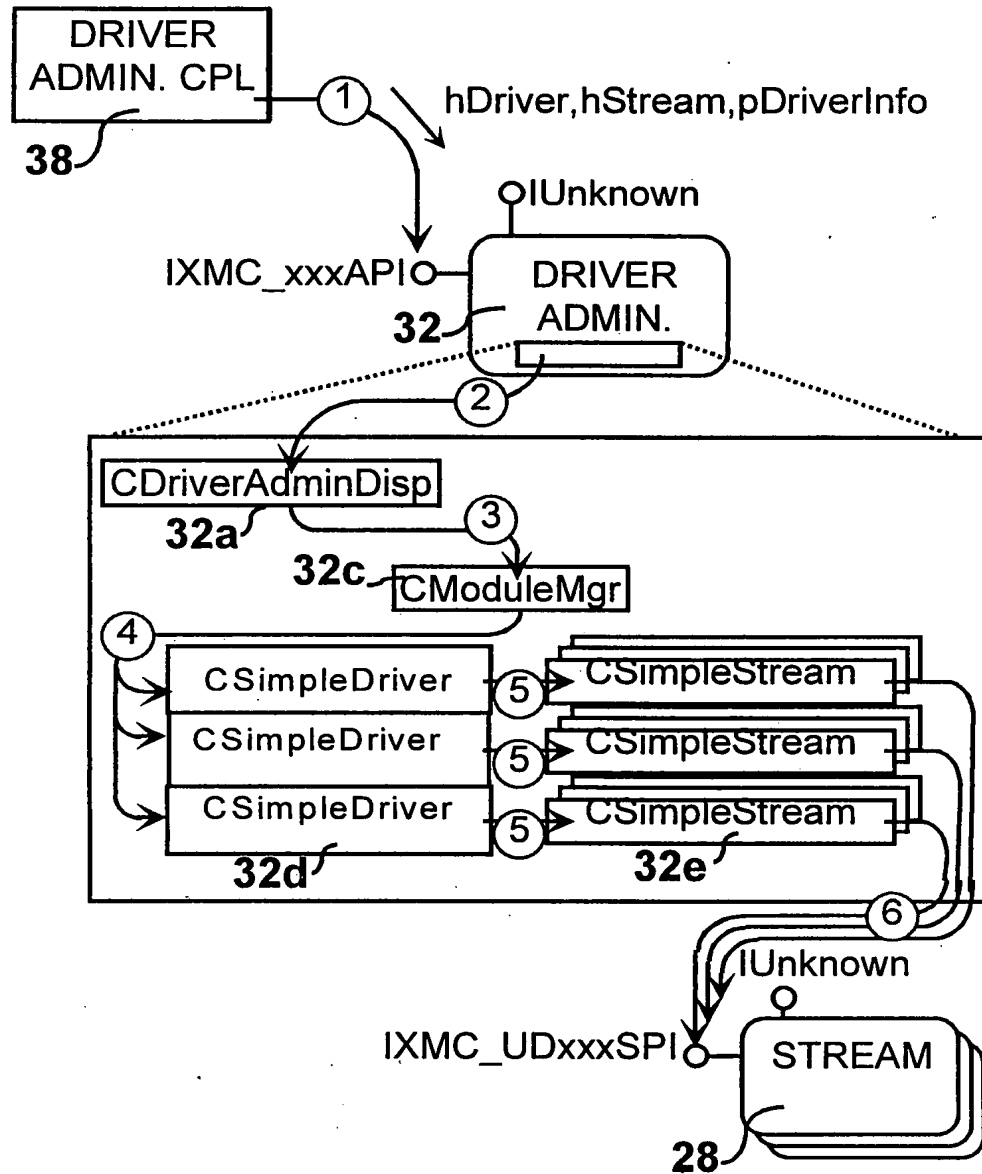 DRIVER
ADMIN. CPL
38
1
hDriver,hStream,pDriverInfo
IUnknown
IXMC_xxxAPI
DRIVER
ADMIN.
32
2
CDriverAdminDisp
32a
3
32c
CModuleMgr
4
CSimpleDriver
5
CSimpleStream
CSimpleDriver
5
CSimpleStream
CSimpleDriver
5
CSimpleStream
32d
32e
6
IUnknown
IXMC_UDxxxSPI
STREAM
28